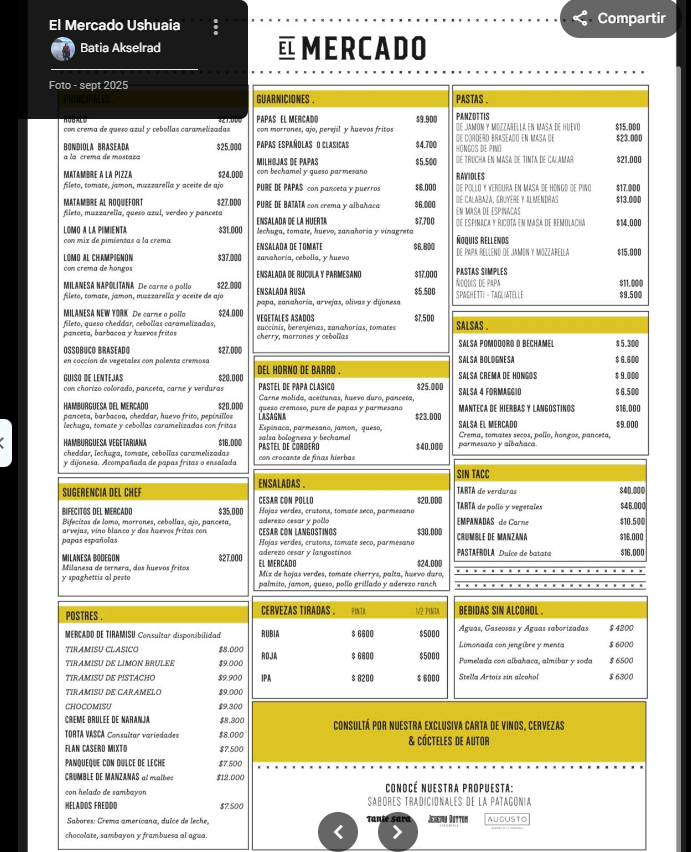 El Mercado Ushuaia
Batia Akselrad
Foto - sept 2025
Compartir
EL MERCADO
PRINCIPALES .
ROBALO $27.000
con crema de queso azul y cebollas caramelizadas
BONDIOLA BRASEADA $25.000
a la crema de mostaza
MATAMBRE A LA PIZZA $24.000
fileto, tomate, jamon, muzzarella y aceite de ajo
MATAMBRE AL ROQUEFORT $27.000
fileto, muzzarella, queso azul, verdeo y panceta
LOMO A LA PIMIENTA $31.000
con mix de pimientas a la crema
LOMO AL CHAMPIGNON $37.000
con crema de hongos
MILANESA NAPOLITANA De carne o pollo $22.000
fileto, tomate, jamon, muzzarella y aceite de ajo
MILANESA NEW YORK De carne o pollo $24.000
fileto, queso cheddar, cebollas caramelizadas,
panceta, barbacoa y huevos fritos
OSSOBUCO BRASEADO $27.000
en coccion de vegetales con polenta cremosa
GUISO DE LENTEJAS $20.000
con chorizo colorado, panceta, carne y verduras
HAMBURGUESA DEL MERCADO $20.000
panceta, barbacoa, cheddar, huevo frito, pepinillos
lechuga, tomate y cebollas caramelizadas con fritas
HAMBURGUESA VEGETARIANA $16.000
cheddar, lechuga, tomate, cebollas caramelizadas
y dijonesa. Acompañada de papas fritas o ensalada
SUGERENCIA DEL CHEF
BIFECITOS DEL MERCADO $35.000
Bifecitos de lomo, morrones, cebollas, ajo, panceta,
arvejas, vino blanco y dos huevos fritos con
papas españolas
MILANESA BODEGON $27.000
Milanesa de ternera, dos huevos fritos
y spaghettis al pesto
GUARNICIONES .
PAPAS EL MERCADO $9.900
con morrones, ajo, perejil y huevos fritos
PAPAS ESPAÑOLAS O CLASICAS $4.700
MILHOJAS DE PAPAS $5.500
con bechamel y queso parmesano
PURE DE PAPAS con panceta y puerros $6.000
PURE DE BATATA con crema y albahaca $6.000
ENSALADA DE LA HUERTA $7.700
lechuga, tomate, huevo, zanahoria y vinagreta
ENSALADA DE TOMATE $6.800
zanahoria, cebolla, y huevo
ENSALADA DE RUCULA Y PARMESANO $17.000
ENSALADA RUSA $5.500
papa, zanahoria, arvejas, olivas y dijonesa
VEGETALES ASADOS $7.500
zuccinis, berenjenas, zanahorias, tomates
cherry, morrones y cebollas
DEL HORNO DE BARRO .
PASTEL DE PAPA CLASICO $25.000
Carne molida, aceitunas, huevo duro, panceta,
queso cremoso, pure de papas y parmesano
LASAGNA $23.000
Espinaca, parmesano, jamon, queso,
salsa bolognesa y bechamel
PASTEL DE CORDERO $40.000
con crocante de finas hierbas
ENSALADAS .
CESAR CON POLLO $20.000
Hojas verdes, crutons, tomate seco, parmesano
aderezo cesar y pollo
CESAR CON LANGOSTINOS $30.000
Hojas verdes, crutons, tomate seco, parmesano
aderezo cesar y langostinos
EL MERCADO $24.000
Mix de hojas verdes, tomate cherrys, palta, huevo duro,
palmito, jamon, queso, pollo grillado y aderezo ranch
PASTAS .
PANZOTTIS
DE JAMON Y MOZZARELLA EN MASA DE HUEVO $15.000
DE CORDERO BRASEADO EN MASA DE $23.000
HONGOS DE PINO
DE TRUCHA EN MASA DE TINTA DE CALAMAR $21.000
RAVIOLES
DE POLLO Y VERDURA EN MASA DE HONGO DE PINO $17.000
DE CALABAZA, GRUYERE Y ALMENDRAS $13.000
EN MASA DE ESPINACAS
DE ESPINACA Y RICOTA EN MASA DE REMOLACHA $14.000
ÑOQUIS RELLENOS
DE PAPA RELLENO DE JAMON Y MOZZARELLA $15.000
PASTAS SIMPLES
ÑOQUIS DE PAPA $11.000
SPAGHETTI - TAGLIATELLE $9.500
SALSAS .
SALSA POMODORO O BECHAMEL $5.300
SALSA BOLOGNESA $6.600
SALSA CREMA DE HONGOS $9.000
SALSA 4 FORMAGGIO $6.500
MANTECA DE HIERBAS Y LANGOSTINOS $16.000
SALSA EL MERCADO $9.000
Crema, tomates secos, pollo, hongos, panceta,
parmesano y albahaca.
SIN TACC
TARTA de verduras $40.000
TARTA de pollo y vegetales $46.000
EMPANADAS de Carne $10.500
CRUMBLE DE MANZANA $16.000
PASTAFROLA Dulce de batata $16.000
POSTRES .
MERCADO DE TIRAMISU Consultar disponibilidad
TIRAMISU CLASICO $8.000
TIRAMISU DE LIMON BRULEE $9.000
TIRAMISU DE PISTACHO $9.900
TIRAMISU DE CARAMELO $9.000
CHOCOMISU $9.300
CREME BRULEE DE NARANJA $8.300
TORTA VASCA Consultar variedades $8.000
FLAN CASERO MIXTO $7.500
PANQUEQUE CON DULCE DE LECHE $7.500
CRUMBLE DE MANZANAS al malbec $12.000
con helado de sambayon
HELADOS FREDDO $7.500
Sabores: Crema americana, dulce de leche,
chocolate, sambayon y frambuesa al agua.
CERVEZAS TIRADAS . PINTA 1/2 PINTA
RUBIA $ 6600 $5000
ROJA $ 6600 $5000
IPA $ 8200 $ 6000
BEBIDAS SIN ALCOHOL .
Aguas, Gaseosas y Aguas saborizadas $ 4200
Limonada con jengibre y menta $ 6000
Pomelada con albahaca, almibar y soda $ 6500
Stella Artois sin alcohol $ 6300
CONSULTÁ POR NUESTRA EXCLUSIVA CARTA DE VINOS, CERVEZAS
& CÓCTELES DE AUTOR
CONOCÉ NUESTRA PROPUESTA:
SABORES TRADICIONALES DE LA PATAGONIA
Tante sara JEREMY BUTTON AUGUSTO